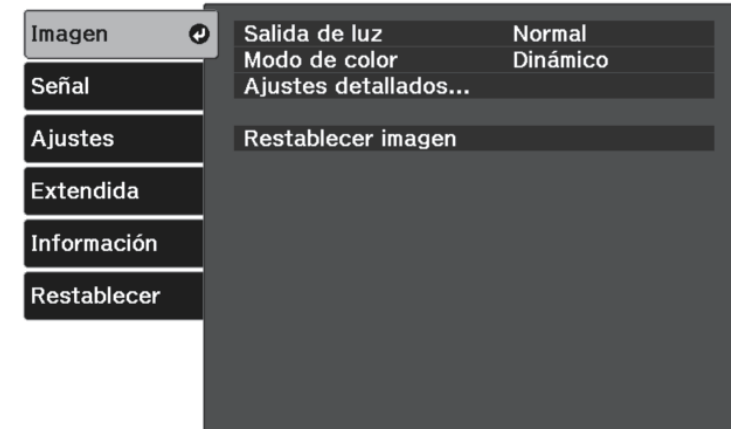 Imagen
Señal
Ajustes
Extendida
Información
Restablecer
Salida de luz Normal
Modo de color Dinámico
Ajustes detallados...
Restablecer imagen